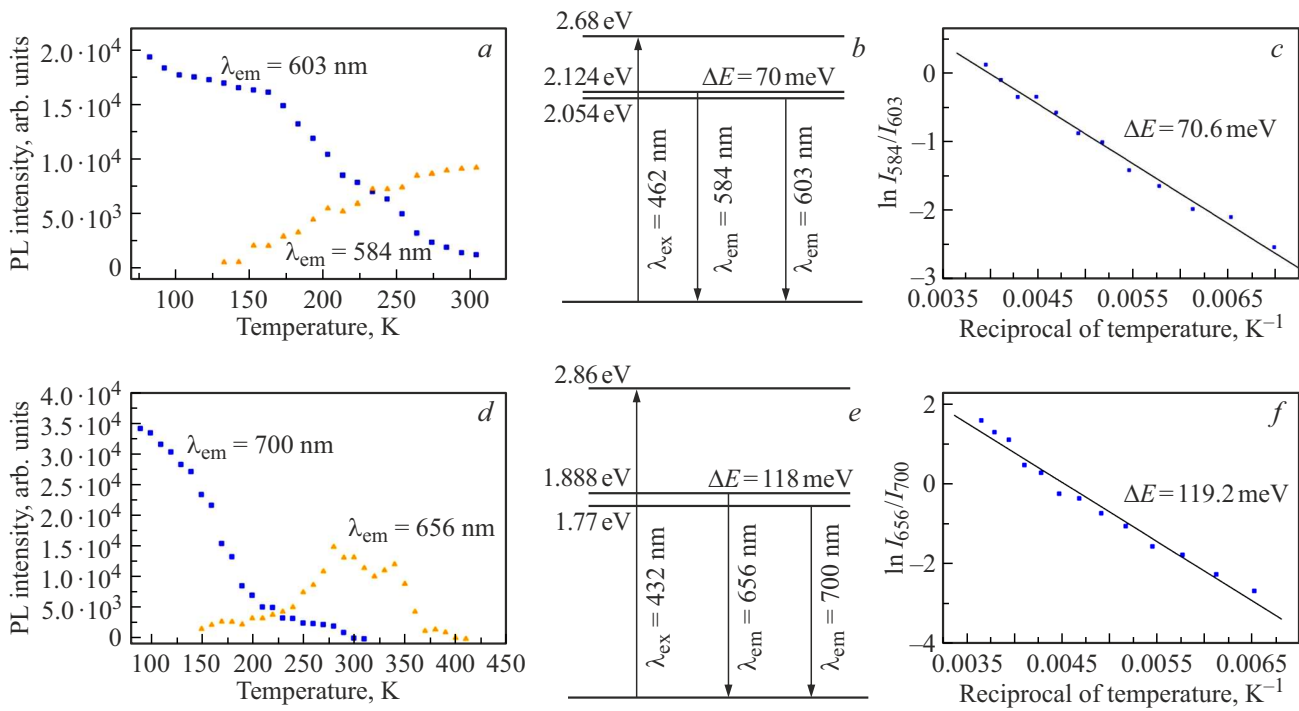 a
2.0·10⁴
1.5·10⁴
1.0·10⁴
5.0·10³
0
PL intensity, arb. units
λem = 603 nm
λem = 584 nm
100 150 200 250 300
Temperature, K
b
2.68 eV
2.124 eV
2.054 eV
ΔE = 70 meV
λex = 462 nm
λem = 584 nm
λem = 603 nm
c
0
–1
–2
–3
ln I584/I603
ΔE = 70.6 meV
0.0035 0.0045 0.0055 0.0065
Reciprocal of temperature, K–1
d
4.0·10⁴
3.5·10⁴
3.0·10⁴
2.5·10⁴
2.0·10⁴
1.5·10⁴
1.0·10⁴
5.0·10³
0
PL intensity, arb. units
λem = 700 nm
λem = 656 nm
100 150 200 250 300 350 400 450
Temperature, K
e
2.86 eV
1.888 eV
1.77 eV
ΔE = 118 meV
λex = 432 nm
λem = 656 nm
λem = 700 nm
f
2
0
–2
–4
ln I656/I700
ΔE = 119.2 meV
0.0035 0.0045 0.0055 0.0065
Reciprocal of temperature, K–1